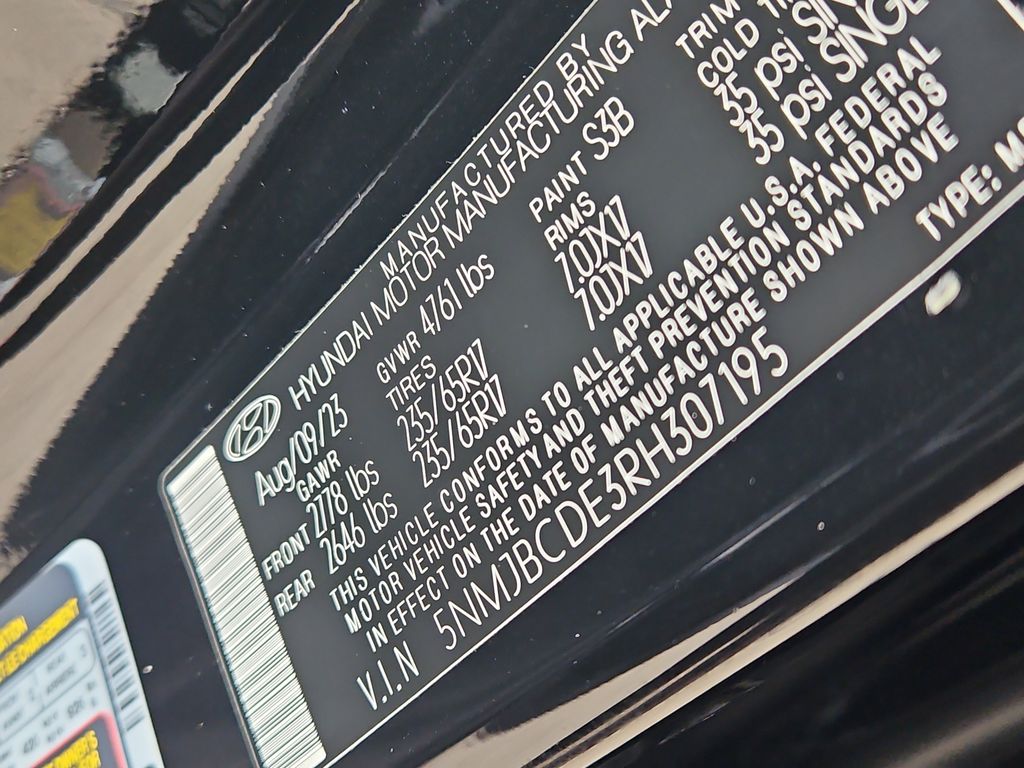 MANUFACTURED BY
HYUNDAI MOTOR MANUFACTURING
Aug/09/23 GVWR 4761 lbs PAINT S3B TRIM
GAWR TIRES RIMS COLD
FRONT 2778 lbs 235/65R17 7.0JX17 35 psi
REAR 2646 lbs 235/65R17 7.0JX17 35 psi
THIS VEHICLE CONFORMS TO ALL APPLICABLE U.S.A. FEDERAL
MOTOR VEHICLE SAFETY AND THEFT PREVENTION STANDARDS
IN EFFECT ON THE DATE OF MANUFACTURE SHOWN ABOVE
V.I.N 5NMJBCDE3RH307195 TYPE: